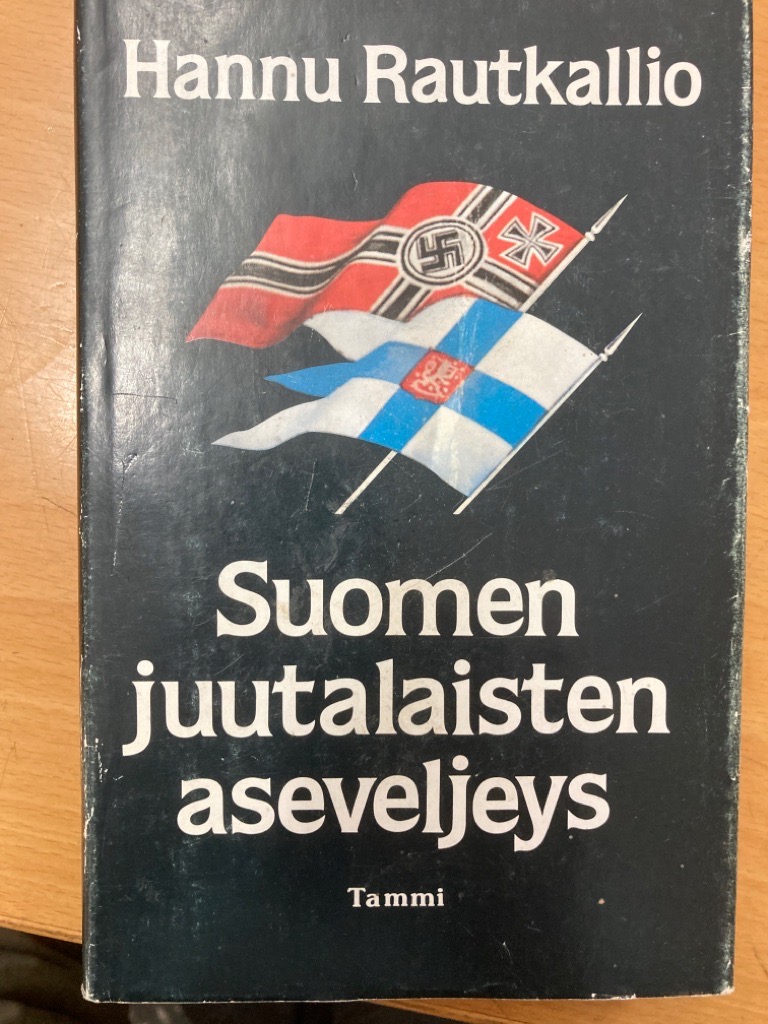 Hannu Rautkallio
Suomen
juutalaisten
aseveljeys
Tammi